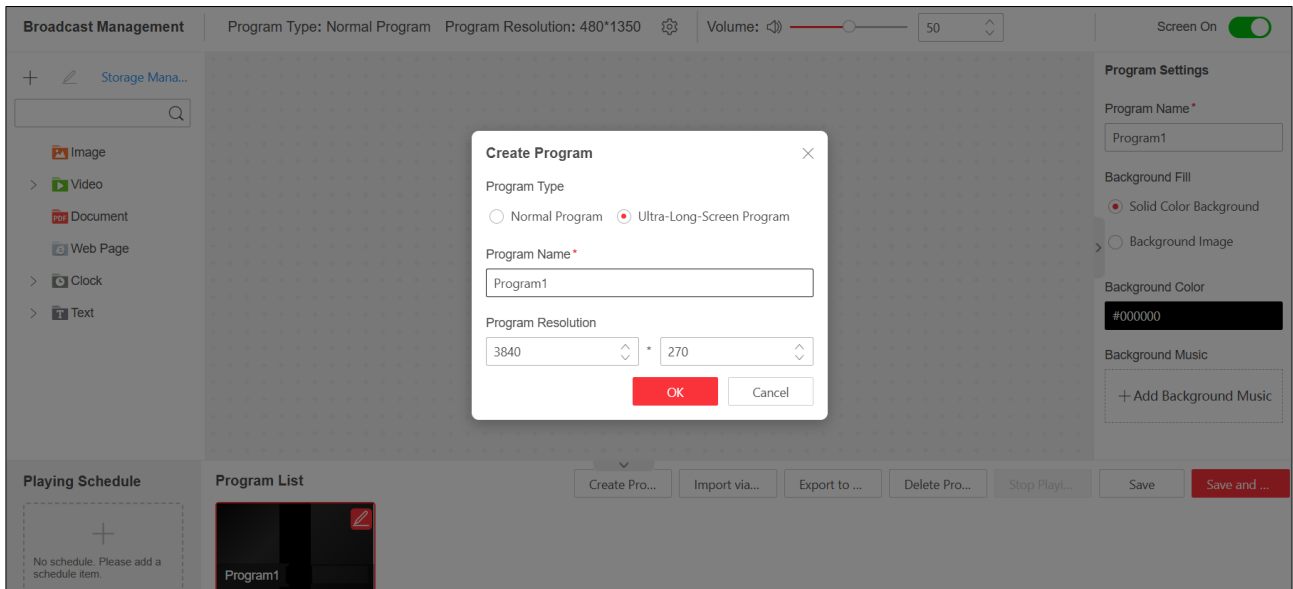 Broadcast Management
Program Type: Normal Program Program Resolution: 480*1350 Volume: 50
Screen On
Storage Mana...
Image
Video
PDF Document
Web Page
Clock
T Text
Create Program
Program Type
Normal Program Ultra-Long-Screen Program
Program Name*
Program1
Program Resolution
3840 * 270
OK Cancel
Program Settings
Program Name*
Program1
Background Fill
Solid Color Background
Background Image
Background Color
#000000
Background Music
+ Add Background Music
Playing Schedule
No schedule. Please add a
schedule item.
Program List
Create Pro... Import via... Export to ... Delete Pro... Stop Playi... Save Save and ...
Program1